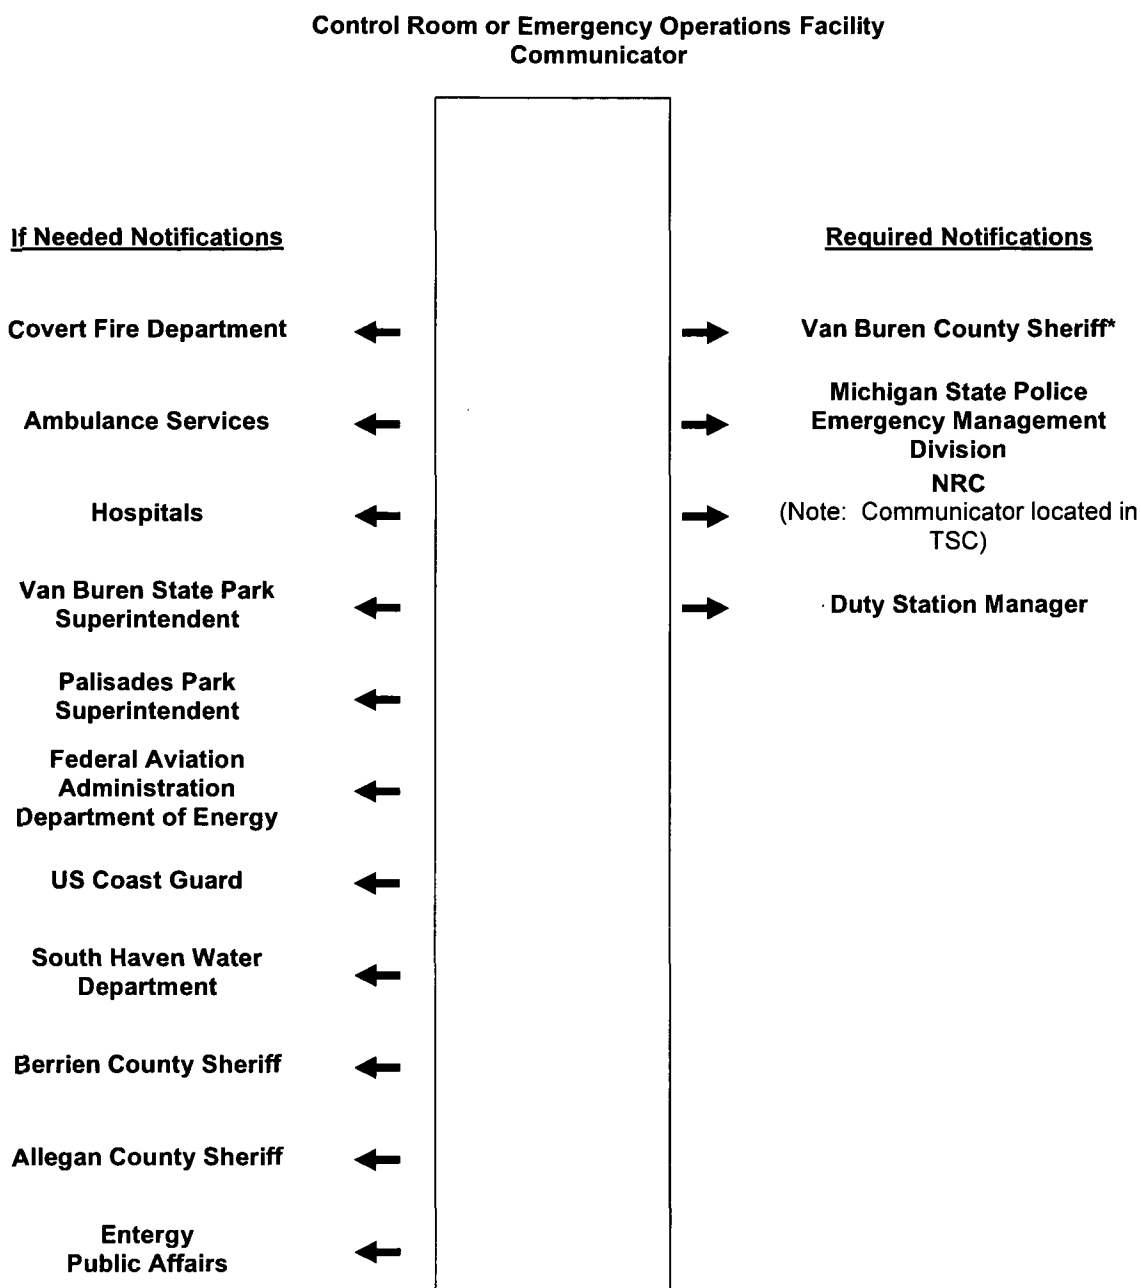 Control Room or Emergency Operations Facility
Communicator
If Needed Notifications
Required Notifications
Covert Fire Department
Van Buren County Sheriff*
Ambulance Services
Michigan State Police
Emergency Management
Division
Hospitals
NRC
(Note: Communicator located in
TSC)
Van Buren State Park
Superintendent
Duty Station Manager
Palisades Park
Superintendent
Federal Aviation
Administration
Department of Energy
US Coast Guard
South Haven Water
Department
Berrien County Sheriff
Allegan County Sheriff
Entergy
Public Affairs